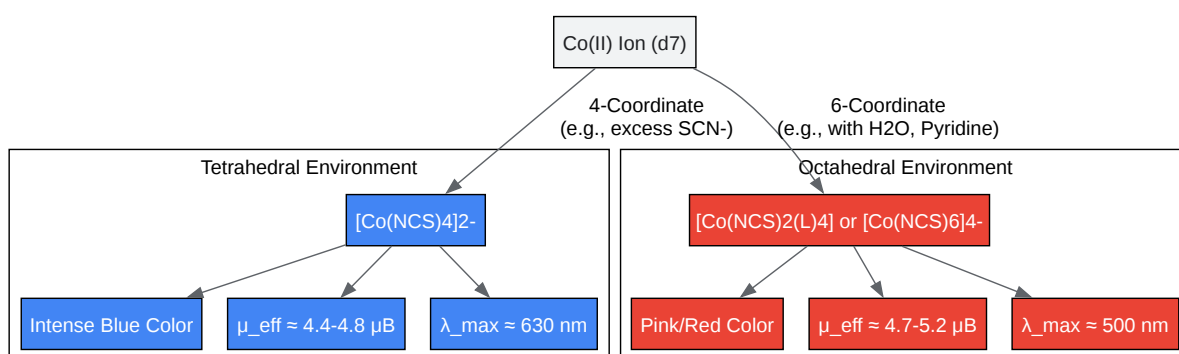 Co(II) Ion (d7)
4-Coordinate
(e.g., excess SCN-)
6-Coordinate
(e.g., with H2O, Pyridine)
Tetrahedral Environment
Octahedral Environment
[Co(NCS)4]2-
[Co(NCS)2(L)4] or [Co(NCS)6]4-
Intense Blue Color
μ_eff ≈ 4.4-4.8 μB
λ_max ≈ 630 nm
Pink/Red Color
μ_eff ≈ 4.7-5.2 μB
λ_max ≈ 500 nm